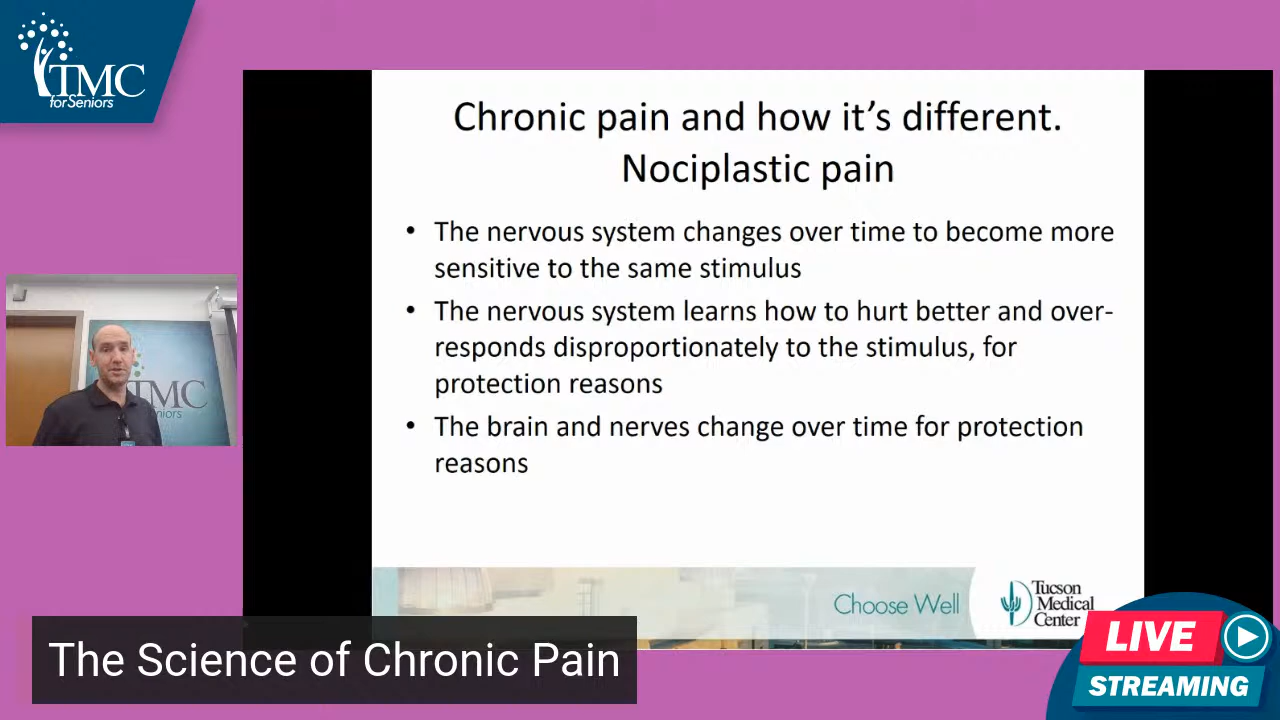 TMC
for Seniors
Chronic pain and how it's different.
Nociplastic pain
• The nervous system changes over time to become more
sensitive to the same stimulus
• The nervous system learns how to hurt better and over-
responds disproportionately to the stimulus, for
protection reasons
• The brain and nerves change over time for protection
reasons
TMC
Seniors
Choose Well
Tucson
Medical
Center
The Science of Chronic Pain
LIVE
STREAMING